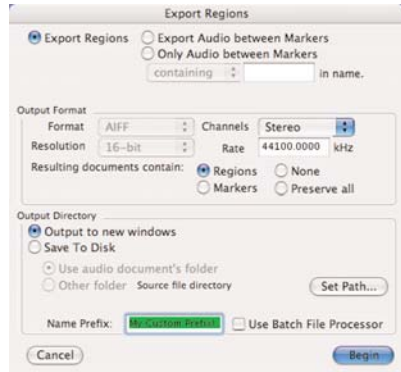 Export Regions
Export Regions
Export Audio between Markers
Only Audio between Markers
containing in name.
Output Format
Format AIFF Channels Stereo
Resolution 16-bit Rate 44100.0000 kHz
Resulting documents contain: Regions None
Markers Preserve all
Output Directory
Output to new windows
Save To Disk
Use audio document's folder
Other folder Source file directory Set Path...
Name Prefix: My Custom Prefix Use Batch File Processor
Cancel Begin